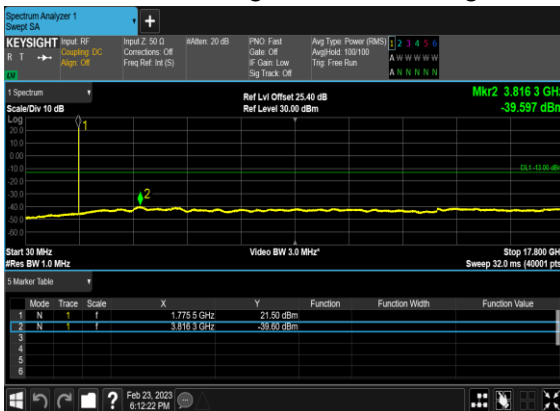 Spectrum Analyzer 1
Swept SA
KEYSIGHT
R T
LV
Input: RF
Coupling: DC
Align: Off
Input Z: 50 Ω
Corrections: Off
Freq Ref: Int (S)
#Atten: 20 dB
PNO: Fast
Gate: Off
IF Gain: Low
Sig Track: Off
Avg Type: Power (RMS)
Avg|Hold: 100/100
Trig: Free Run
1 2 3 4 5 6
A W W W W W
A N N N N N
1 Spectrum
Scale/Div 10 dB
Ref Lvl Offset 25.40 dB
Ref Level 30.00 dBm
Mkr2 3.816 3 GHz
-39.597 dBm
Log
20.0
10.0
0.00
-10.0
-20.0
-30.0
-40.0
-50.0
-60.0
1
2
DL1 -13.00 dBm
Start 30 MHz
#Res BW 1.0 MHz
Video BW 3.0 MHz*
Stop 17.800 GH
Sweep 32.0 ms (40001 pts
5 Marker Table
Mode Trace Scale X Y Function Function Width Function Value
1 N 1 f 1.775 5 GHz 21.50 dBm
2 N 1 f 3.816 3 GHz -39.60 dBm
3
4
5
6
?
Feb 23, 2023
6:12:22 PM